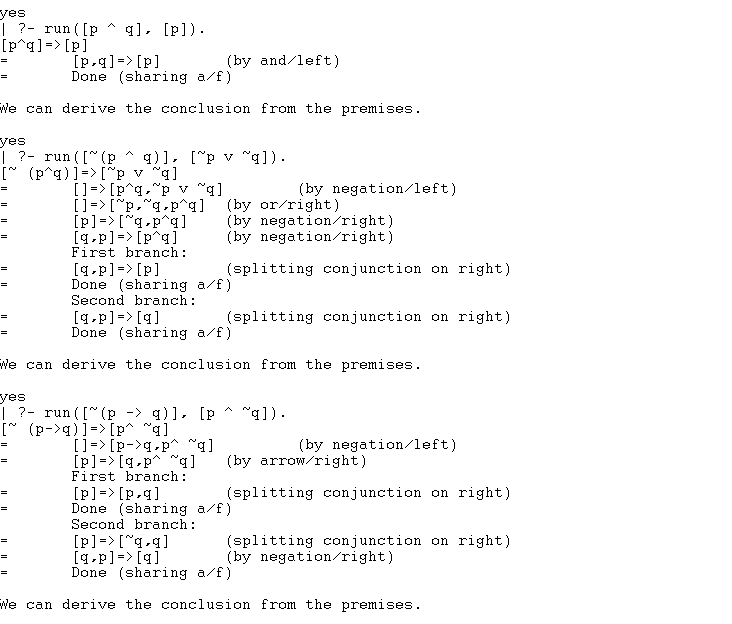 yes
| ?- run([p ^ q], [p]).
[p^q]=>[p]
=       [p,q]=>[p]       (by and/left)
=       Done (sharing a/f)
We can derive the conclusion from the premises.
yes
| ?- run([~(p ^ q)], [~p v ~q]).
[~ (p^q)]=>[~p v ~q]
=       []=>[p^q,~p v ~q]        (by negation/left)
=       []=>[~p,~q,p^q]  (by or/right)
=       [p]=>[~q,p^q]    (by negation/right)
=       [q,p]=>[p^q]     (by negation/right)
        First branch:
=       [q,p]=>[p]       (splitting conjunction on right)
=       Done (sharing a/f)
        Second branch:
=       [q,p]=>[q]       (splitting conjunction on right)
=       Done (sharing a/f)
We can derive the conclusion from the premises.
yes
| ?- run([~(p -> q)], [p ^ ~q]).
[~ (p->q)]=>[p^ ~q]
=       []=>[p->q,p^ ~q]         (by negation/left)
=       [p]=>[q,p^ ~q]   (by arrow/right)
        First branch:
=       [p]=>[p,q]       (splitting conjunction on right)
=       Done (sharing a/f)
        Second branch:
=       [p]=>[~q,q]      (splitting conjunction on right)
=       [q,p]=>[q]       (by negation/right)
=       Done (sharing a/f)
We can derive the conclusion from the premises.